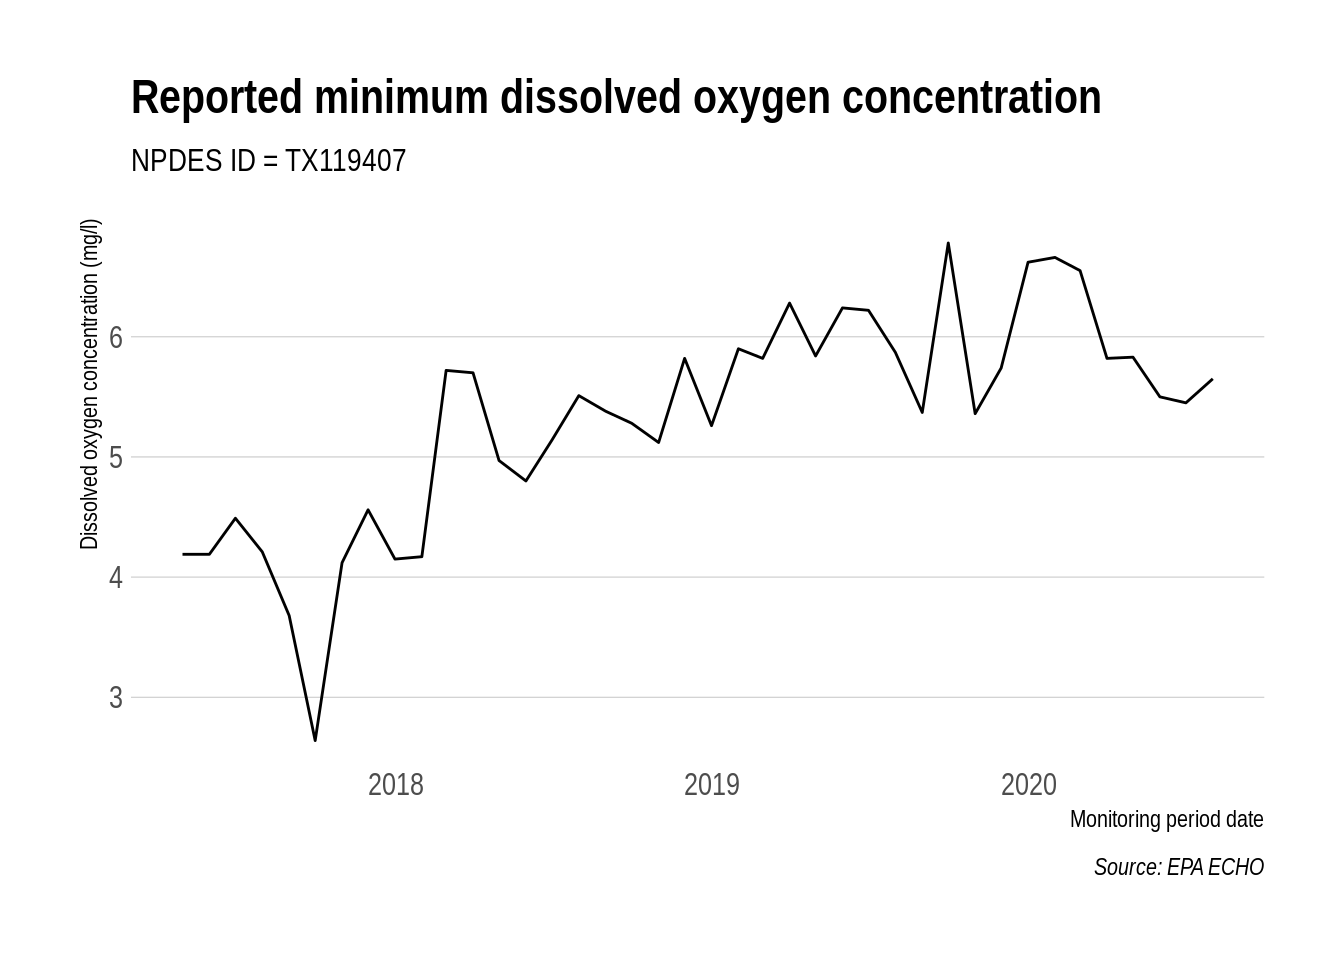 Reported minimum dissolved oxygen concentration
NPDES ID = TX119407
Dissolved oxygen concentration (mg/l)
6
5
4
3
2018
2019
2020
Monitoring period date
Source: EPA ECHO